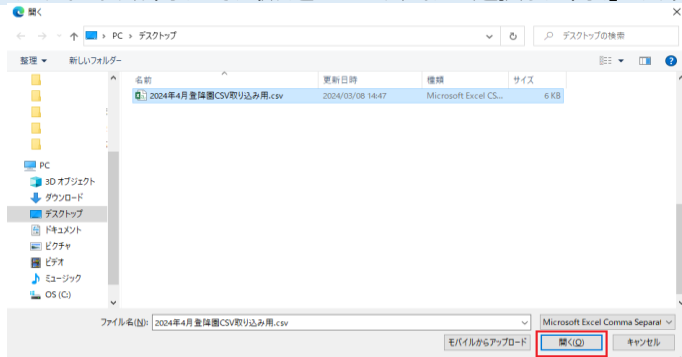 開く
PC › デスクトップ
デスクトップの検索
整理 新しいフォルダー
名前 更新日時 種類 サイズ
2024年4月登降園CSV取り込み用.csv 2024/03/08 14:47 Microsoft Excel CS... 6 KB
PC
3D オブジェクト
ダウンロード
デスクトップ
ドキュメント
ピクチャ
ビデオ
ミュージック
OS (C:)
ファイル名(N): 2024年4月登降園CSV取り込み用.csv
Microsoft Excel Comma Separat
モバイルからアップロード 開く(O) キャンセル